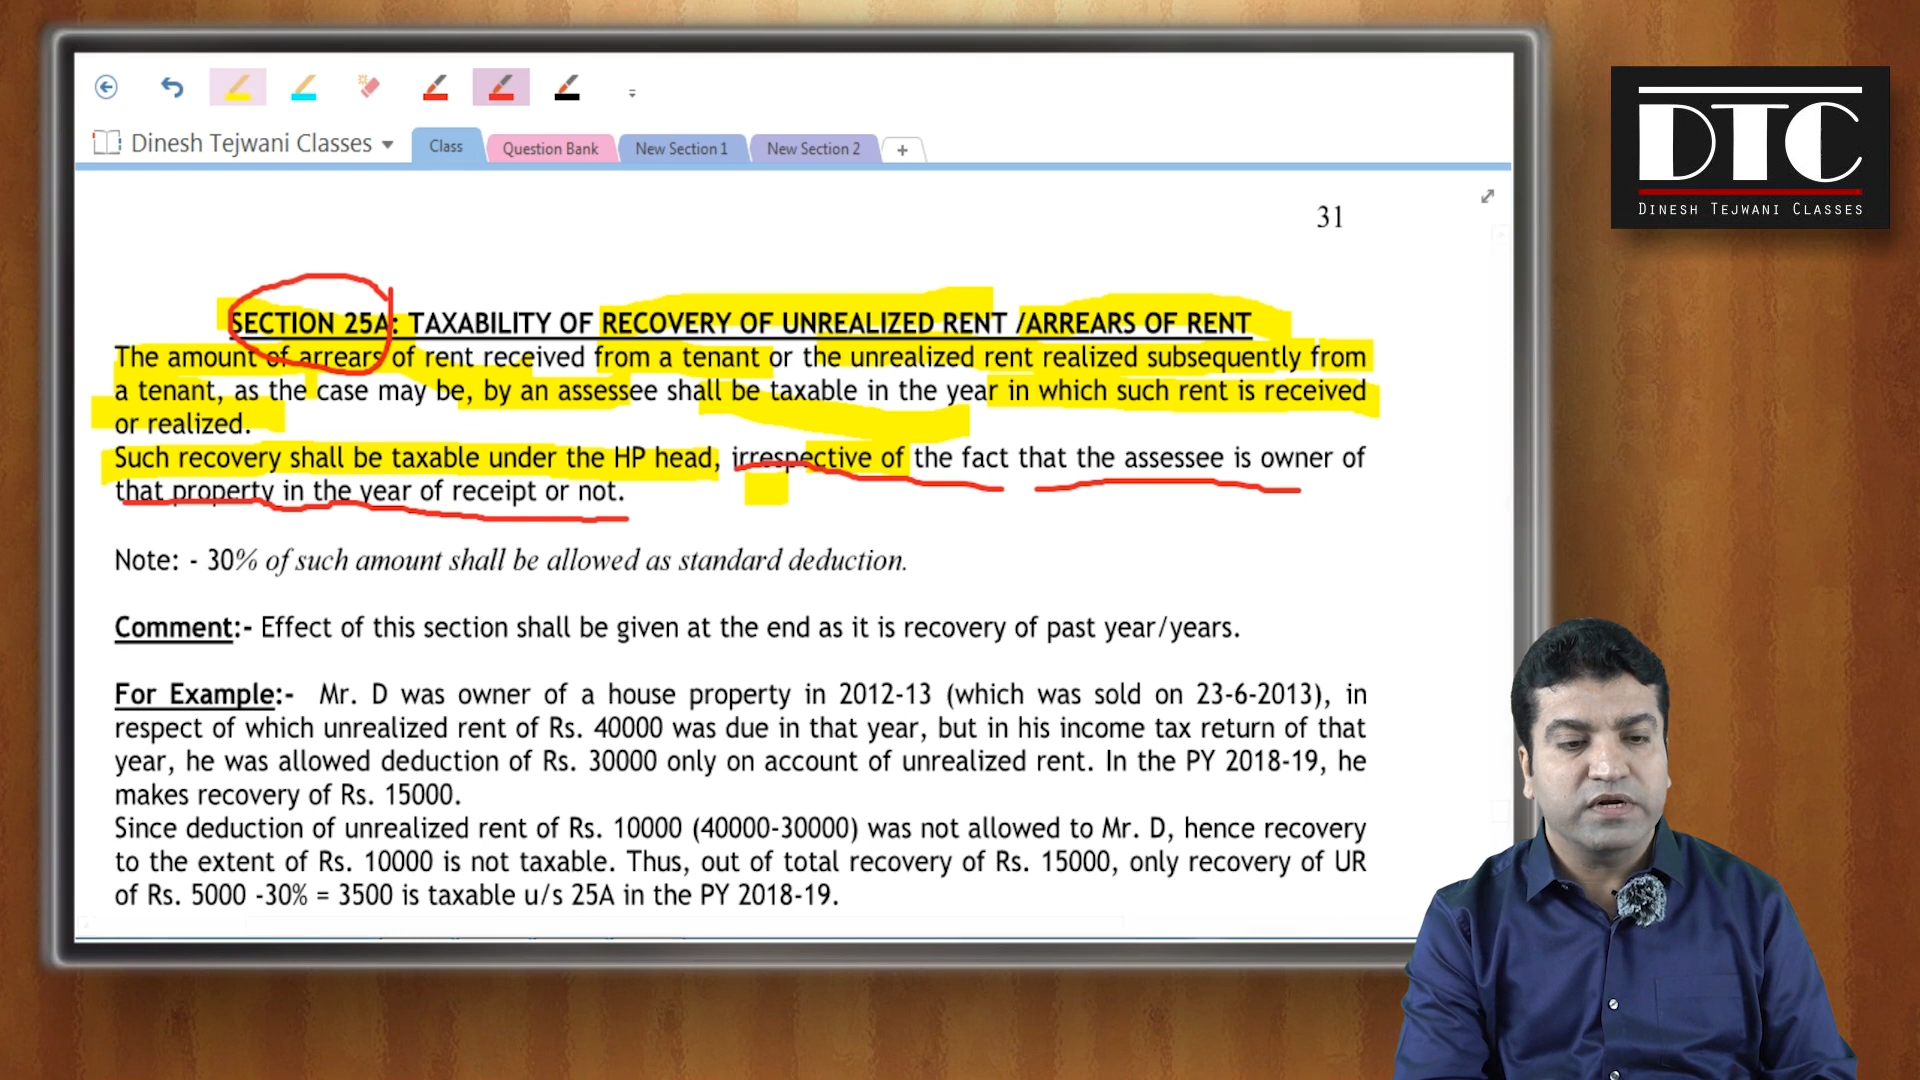 DTC
DINESH TEJWANI CLASSES
Dinesh Tejwani Classes
Class
Question Bank
New Section 1
New Section 2
31
SECTION 25A: TAXABILITY OF RECOVERY OF UNREALIZED RENT /ARREARS OF RENT
The amount of arrears of rent received from a tenant or the unrealized rent realized subsequently from
a tenant, as the case may be, by an assessee shall be taxable in the year in which such rent is received
or realized.
Such recovery shall be taxable under the HP head, irrespective of the fact that the assessee is owner of
that property in the year of receipt or not.
Note: - 30% of such amount shall be allowed as standard deduction.
Comment:- Effect of this section shall be given at the end as it is recovery of past year/years.
For Example:- Mr. D was owner of a house property in 2012-13 (which was sold on 23-6-2013), in
respect of which unrealized rent of Rs. 40000 was due in that year, but in his income tax return of that
year, he was allowed deduction of Rs. 30000 only on account of unrealized rent. In the PY 2018-19, he
makes recovery of Rs. 15000.
Since deduction of unrealized rent of Rs. 10000 (40000-30000) was not allowed to Mr. D, hence recovery
to the extent of Rs. 10000 is not taxable. Thus, out of total recovery of Rs. 15000, only recovery of UR
of Rs. 5000 -30% = 3500 is taxable u/s 25A in the PY 2018-19.